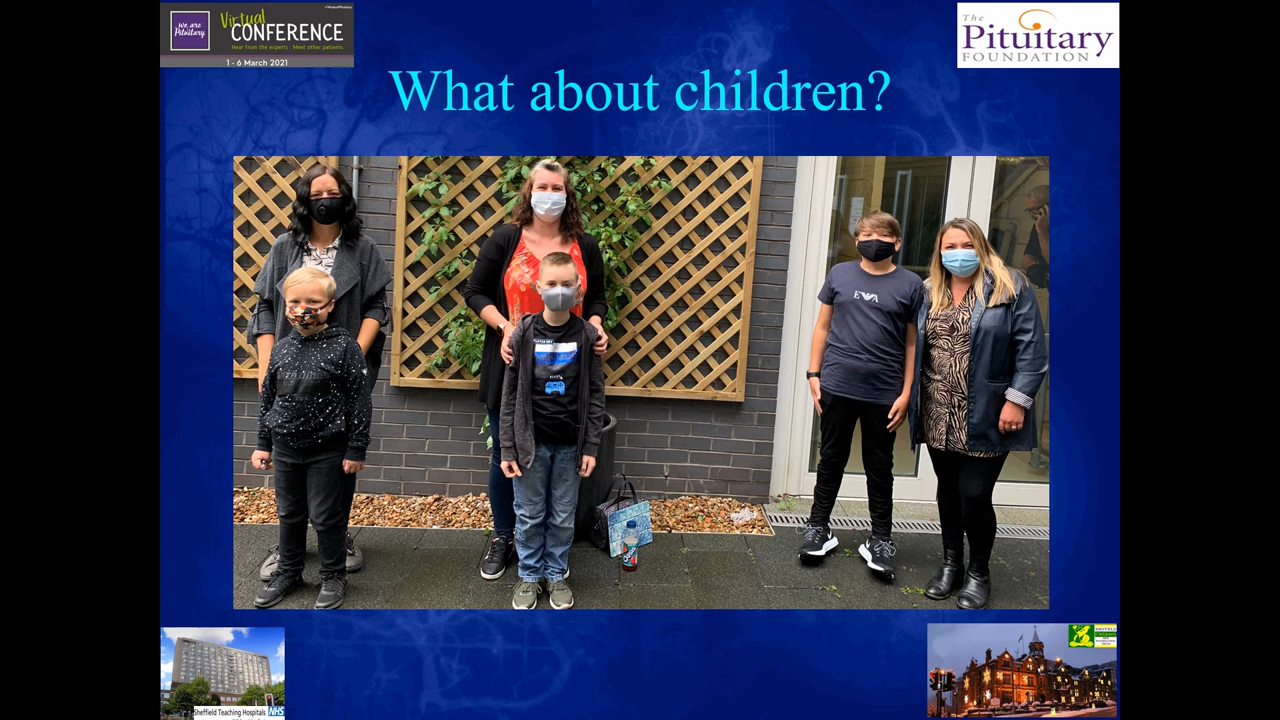 #WeArePituitary
we are
Pituitary
Virtual
CONFERENCE
Hear from the experts · Meet other patients
1 - 6 March 2021
The
Pituitary
FOUNDATION
What about children?
Sheffield Teaching Hospitals
NHS